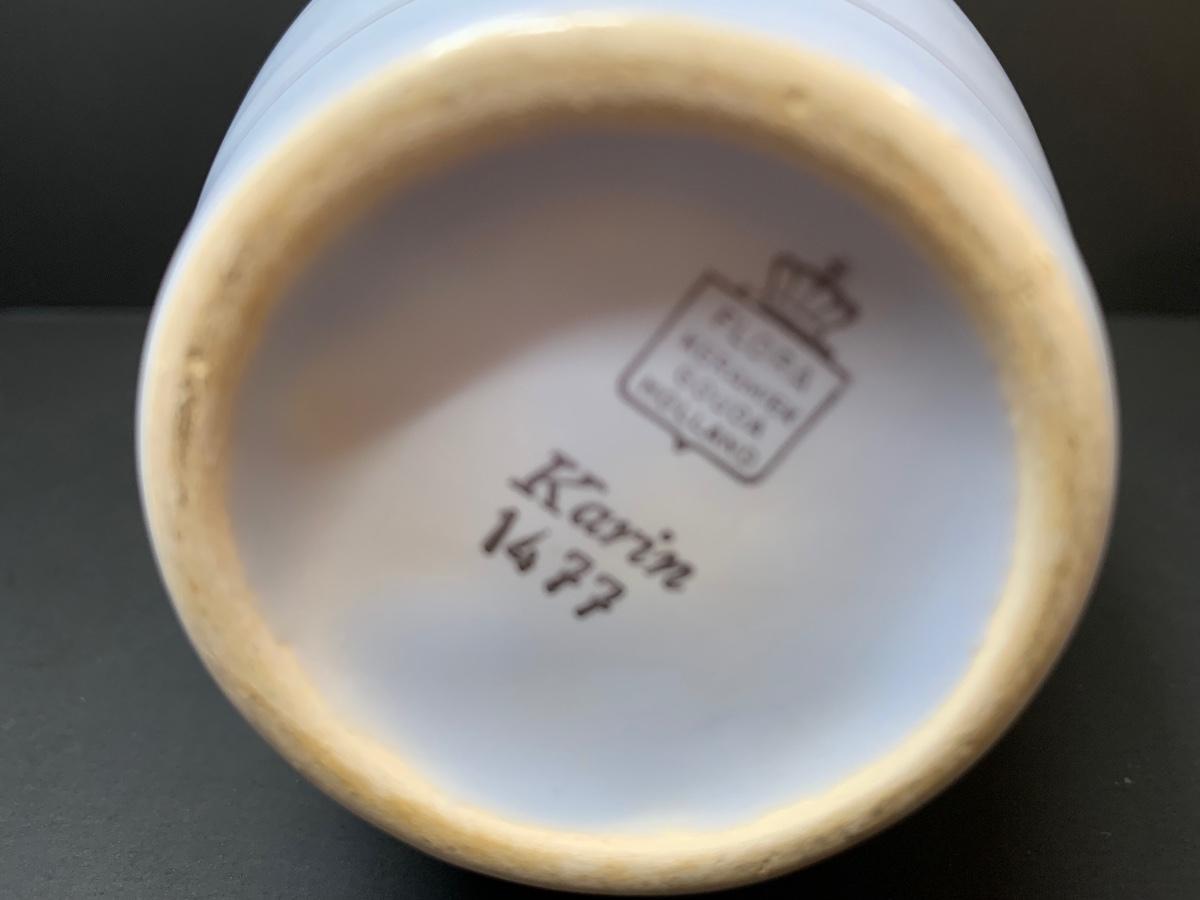 FLORA
KERAMIEK
GOUDA
HOLLAND
Karin
1477